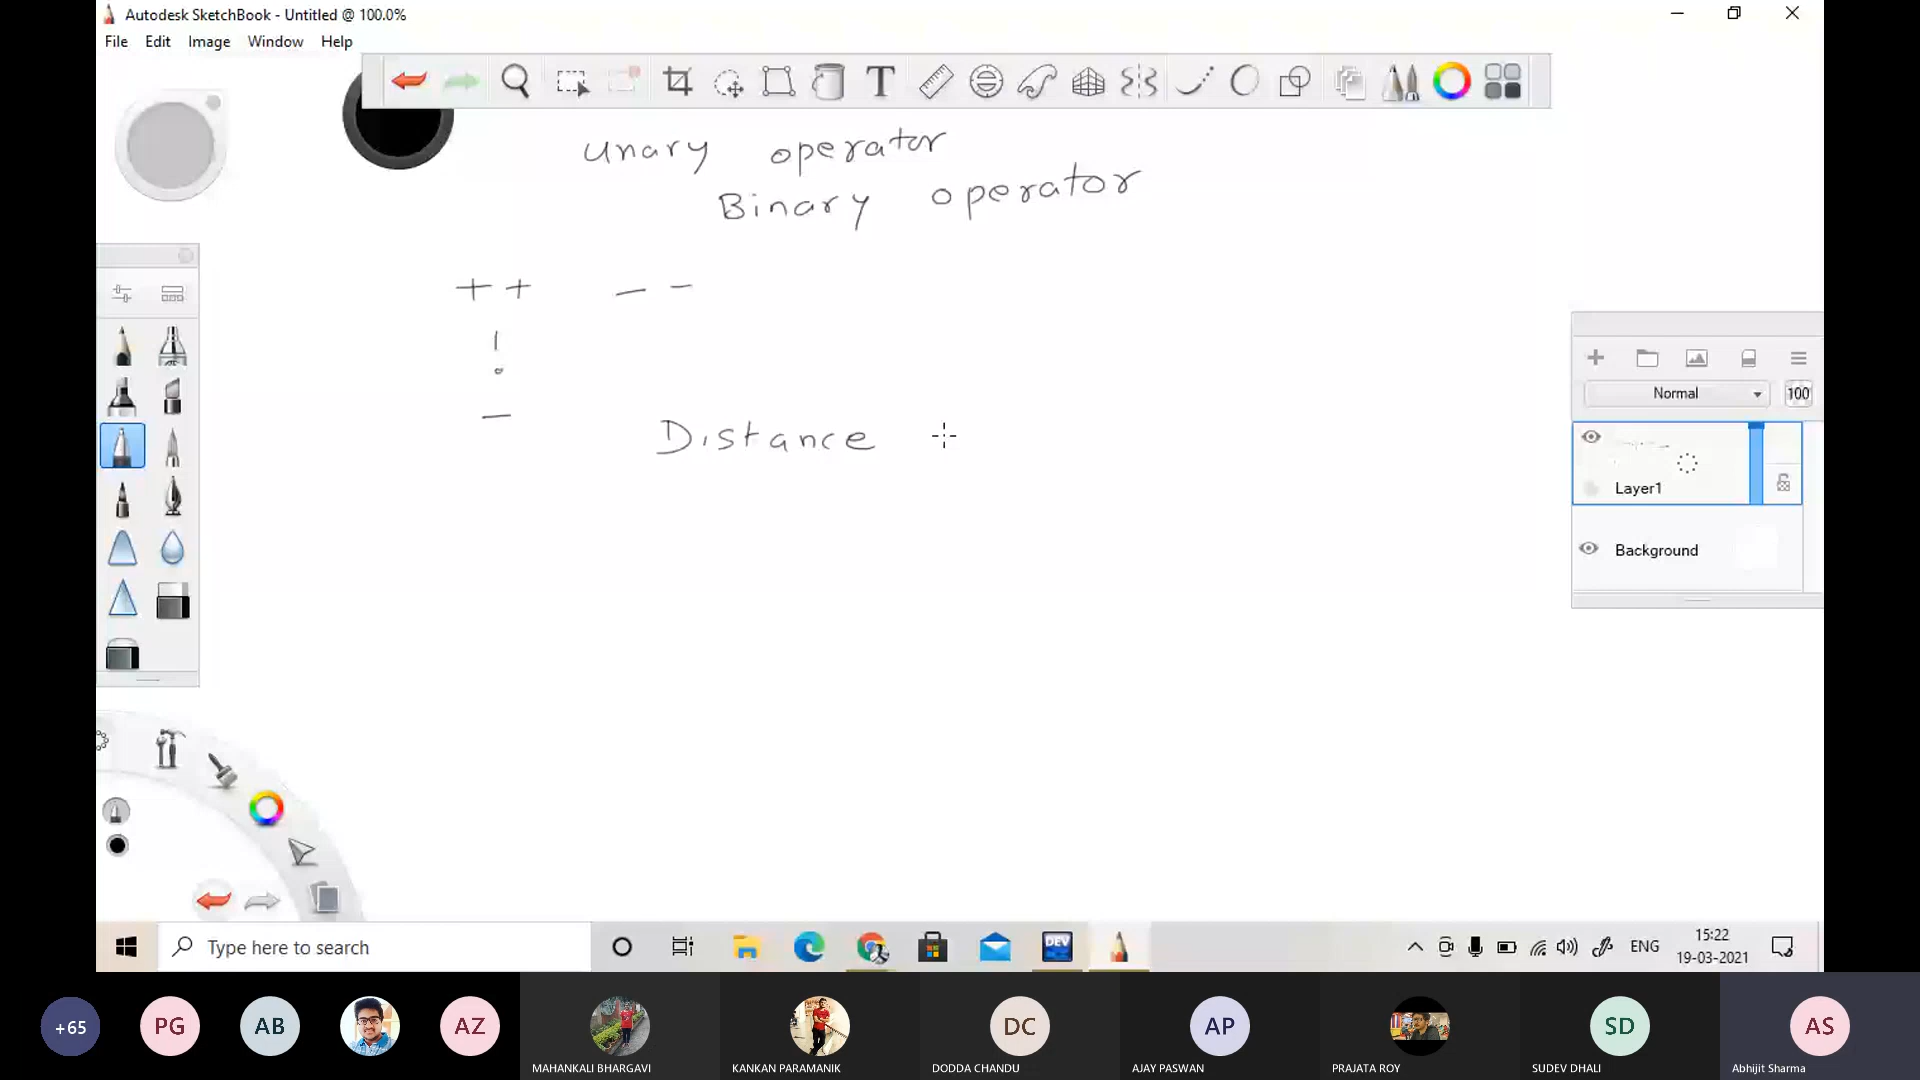 Autodesk SketchBook - Untitled @ 100.0%
File Edit Image Window Help
T
Unary operator
Binary operator
++ --
!
-
Distance
Normal 100
Layer1
Background
Type here to search
DEV
ENG
15:22
19-03-2021
+65 PG AB AZ DC AP SD AS
MAHANKALI BHARGAVI KANKAN PARAMANIK DODDA CHANDU AJAY PASWAN PRAJATA ROY SUDEV DHALI Abhijit Sharma